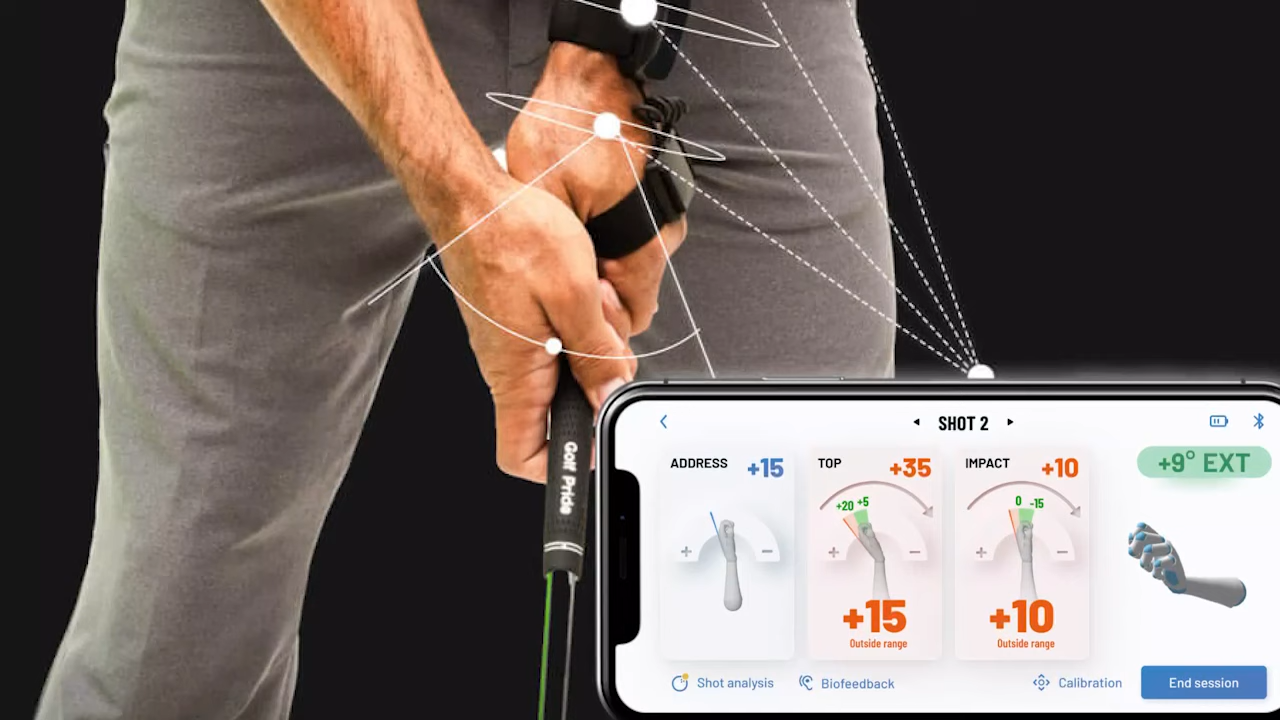 Golf Pride
SHOT 2
+9° EXT
ADDRESS +15
TOP +35
+20 +5
+ −
+15
Outside range
IMPACT +10
0 -15
+ −
+10
Outside range
+ −
Shot analysis
Biofeedback
Calibration
End session